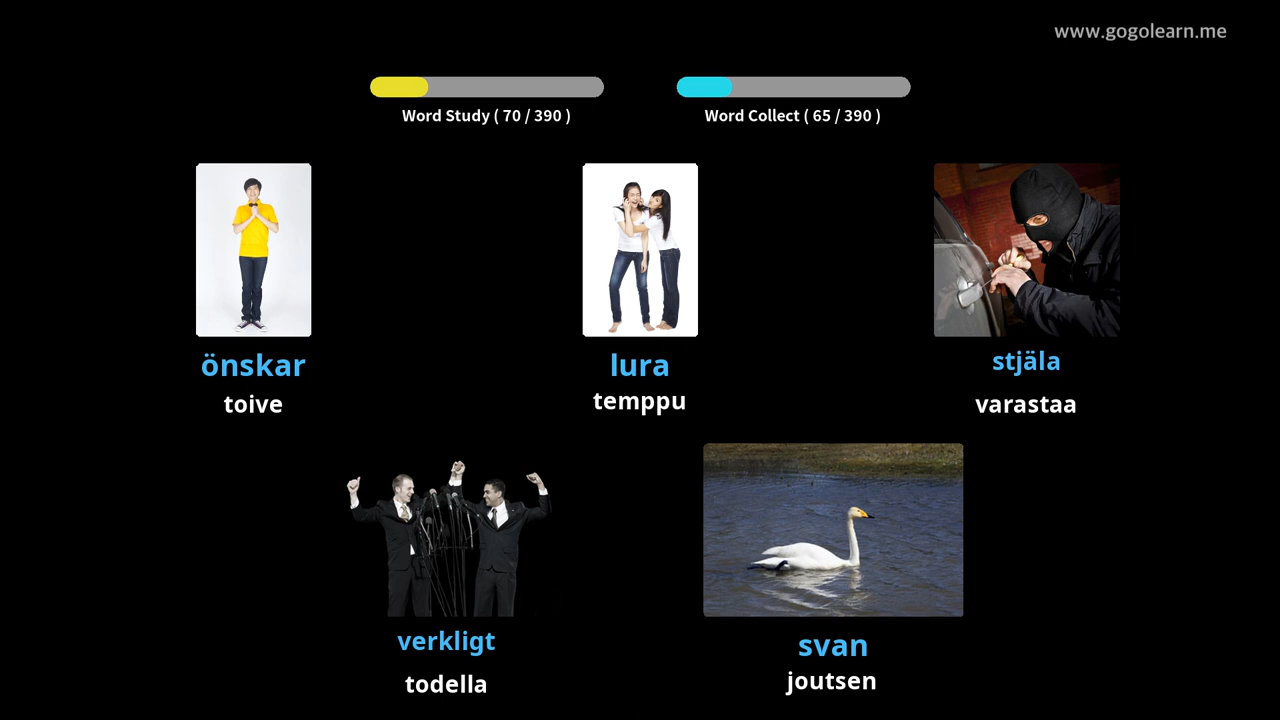 www.gogolearn.me
Word Study ( 70 / 390 )
Word Collect ( 65 / 390 )
önskar
toive
lura
temppu
stjäla
varastaa
verkligt
todella
svan
joutsen